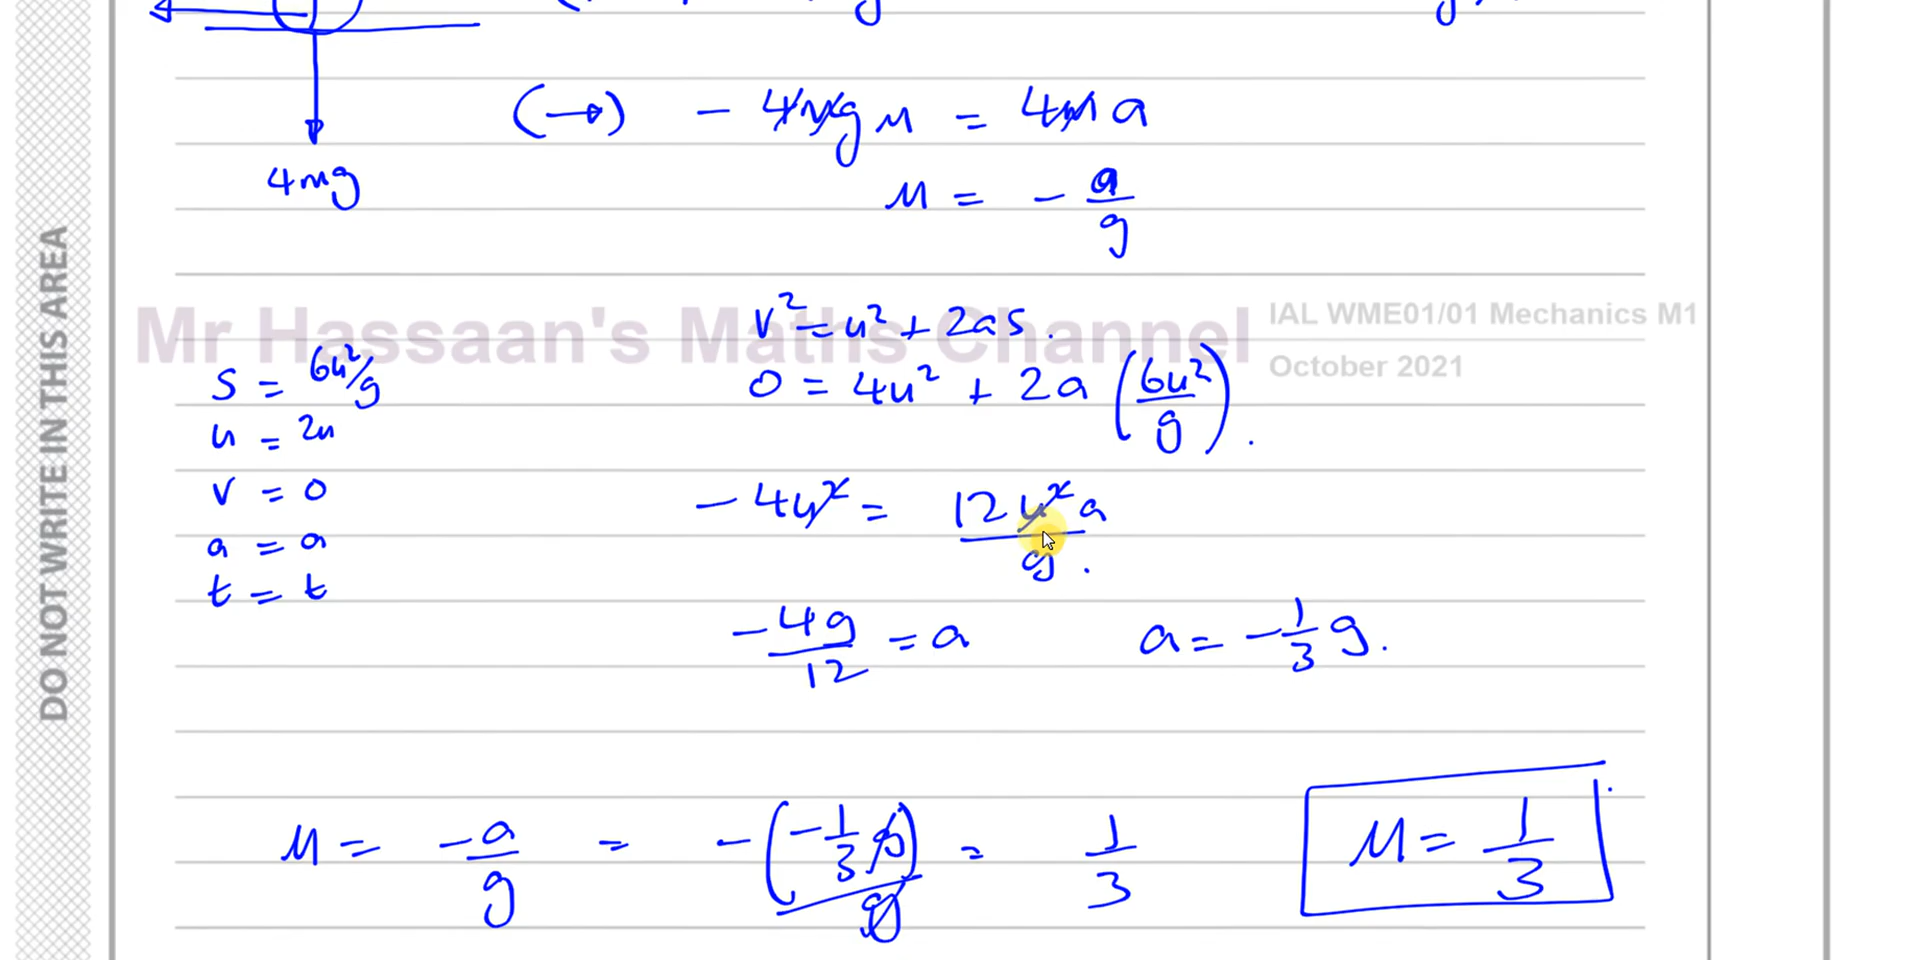 (→) - 4mgμ = 4ma
4mg
μ = - a/g
v² = u² + 2as.
Mr Hassaan's Maths Channel
IAL WME01/01 Mechanics M1
October 2021
s = 6u²/g
0 = 4u² + 2a (6u²/g).
u = 2u
v = 0
-4u² = 12u²a/g.
a = a
t = t
-4g/12 = a
a = -1/3 g.
μ = -a/g = -(-1/3 g)/g = 1/3
μ = 1/3
DO NOT WRITE IN THIS AREA